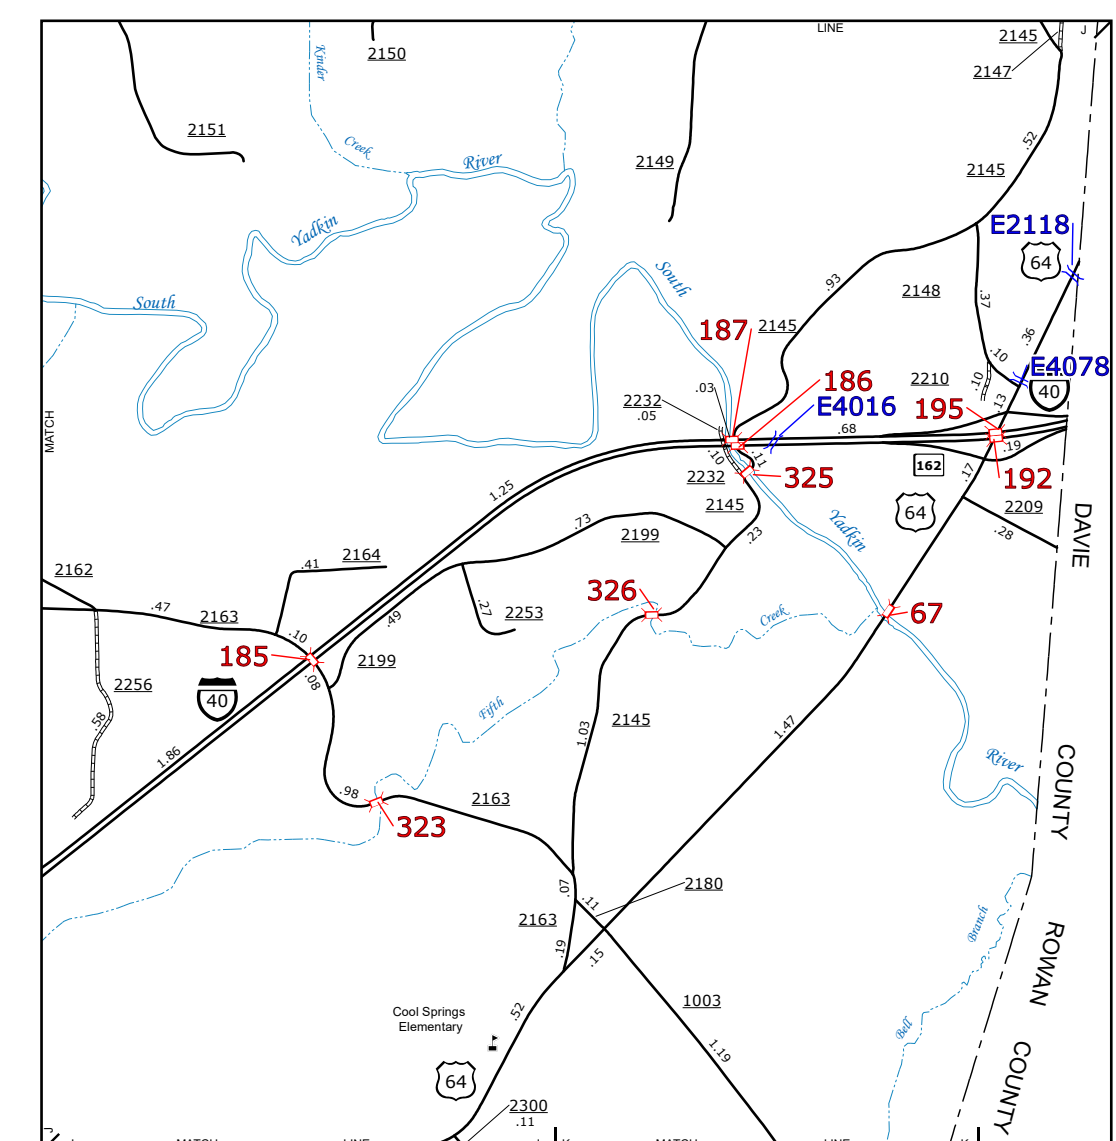 LINE
J
2145
2147
2150
Kinder
2151
Creek
River
2149
.52
2145
Yadkin
E2118
64
South
South
.93
2148
.37
187
2145
.36
.10
E4078
186
2210
.10
40
E4016
.03
2232
.05
.13
195
MATCH
.68
.19
.10
.11
162
2232
325
.17
192
1.25
2145
64
2209
.73
2199
.23
Yadkin
.28
DAVIE
2162
.41
2164
326
.47
2163
.27
2253
Creek
67
.10
.49
185
2199
.08
2256
40
Fifth
.58
2145
1.03
1.47
1.86
River
COUNTY
.98
2163
323
.07
2180
.11
2163
Branch
.19
.15
ROWAN
1003
.52
Cool Springs
Elementary
Bell
1.19
64
COUNTY
2300
.11
MATCH
LINE
K
MATCH
LINE
K